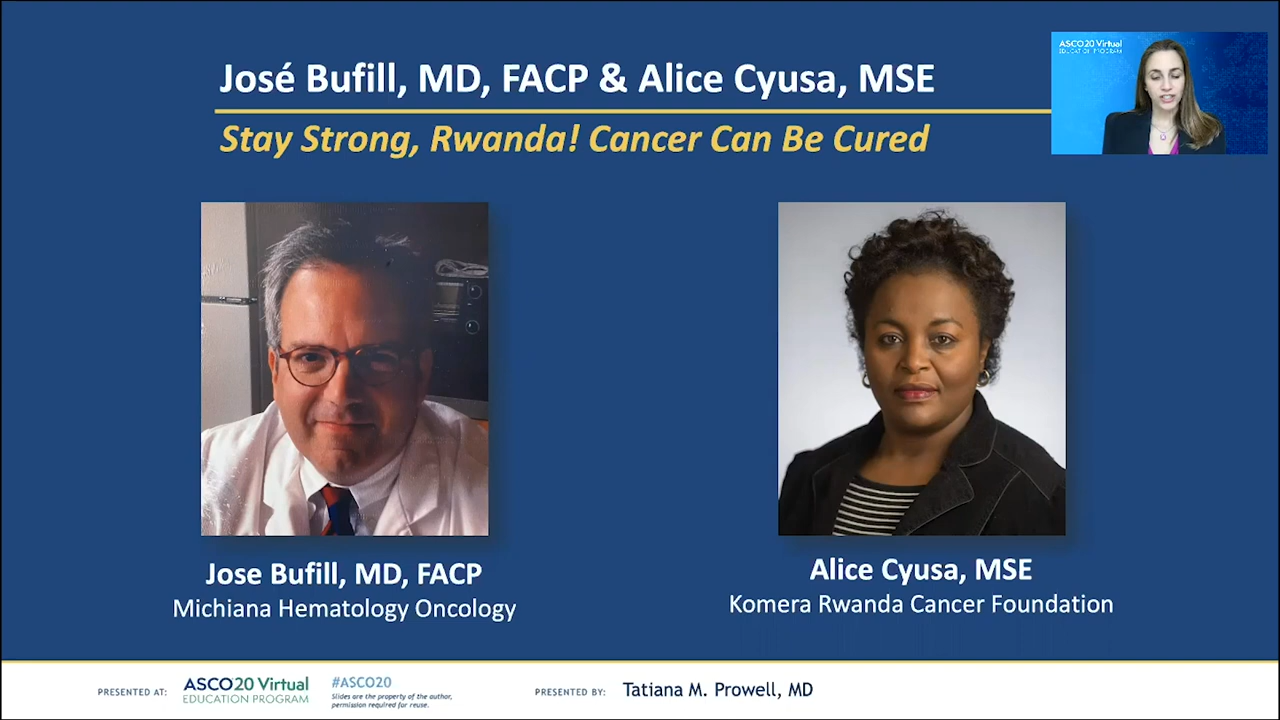 José Bufill, MD, FACP & Alice Cyusa, MSE
Stay Strong, Rwanda! Cancer Can Be Cured
ASCO20 Virtual
EDUCATION PROGRAM
Jose Bufill, MD, FACP
Michiana Hematology Oncology
Alice Cyusa, MSE
Komera Rwanda Cancer Foundation
PRESENTED AT:
ASCO20 Virtual
EDUCATION PROGRAM
#ASCO20
Slides are the property of the author,
permission required for reuse.
PRESENTED BY:
Tatiana M. Prowell, MD